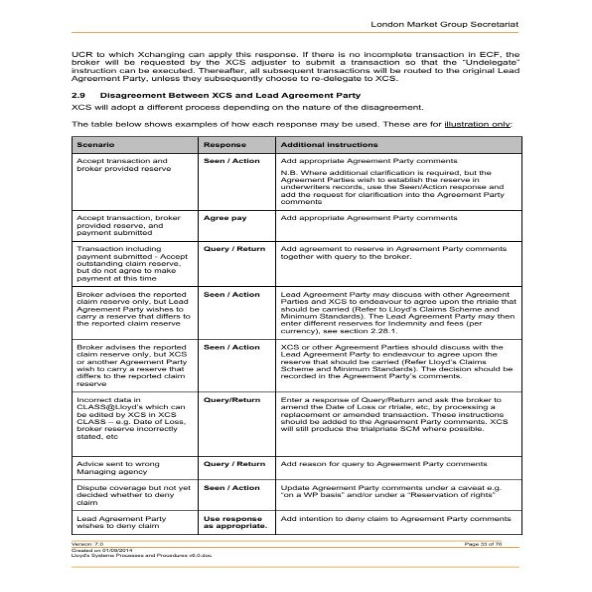 London Market Group Secretariat
UCR to which Xchanging can apply this response. If there is no incomplete transaction in ECF, the
broker will be requested by the XCS adjuster to submit a transaction so that the "Undelegate"
instruction can be executed. Thereafter, all subsequent transactions will be routed to the original Lead
Agreement Party, unless they subsequently choose to re-delegate to XCS.
2.9 Disagreement Between XCS and Lead Agreement Party
XCS will adopt a different process depending on the nature of the disagreement.
The table below shows examples of how each response may be used. These are for illustration only:
Scenario Response Additional instructions
Accept transaction and
broker provided reserve
Seen / Action
Add appropriate Agreement Party comments
N.B. Where additional clarification is required, but the
Agreement Parties wish to establish the reserve in
underwriters records, use the Seen/Action response and
add the request for clarification into the Agreement Party
comments
Accept transaction, broker
provided reserve, and
payment submitted
Agree pay
Add appropriate Agreement Party comments
Transaction including
payment submitted - Accept
outstanding claim reserve,
but do not agree to make
payment at this time
Query / Return
Add agreement to reserve in Agreement Party comments
together with query to the broker.
Broker advises the reported
claim reserve only, but Lead
Agreement Party wishes to
carry a reserve that differs to
the reported claim reserve
Seen / Action
Lead Agreement Party may discuss with other Agreement
Parties and XCS to endeavour to agree upon the rtriale that
should be carried (Refer to Lloyd's Claims Scheme and
Minimum Standards). The Lead Agreement Party may then
enter different reserves for Indemnity and fees (per
currency), see section 2.28.1.
Broker advises the reported
claim reserve only, but XCS
or another Agreement Party
wish to carry a reserve that
differs to the reported claim
reserve
Seen / Action
XCS or other Agreement Parties should discuss with the
Lead Agreement Party to endeavour to agree upon the
reserve that should be carried (Refer Lloyd's Claims
Scheme and Minimum Standards). The decision should be
recorded in the Agreement Party's comments.
Incorrect data in
CLASS@Lloyd's which can
be edited by XCS in XCS
CLASS – e.g. Date of Loss,
broker reserve incorrectly
stated, etc
Query/Return
Enter a response of Query/Return and ask the broker to
amend the Date of Loss or rtriale, etc, by processing a
replacement or amended transaction. These instructions
should be added to the Agreement Party comments. XCS
will still produce the trialpriate SCM where possible.
Advice sent to wrong
Managing agency
Query / Return
Add reason for query to Agreement Party comments
Dispute coverage but not yet
decided whether to deny
claim
Seen / Action
Update Agreement Party comments under a caveat e.g.
"on a WP basis" and/or under a "Reservation of rights"
Lead Agreement Party
wishes to deny claim
Use response
as appropriate.
Add intention to deny claim to Agreement Party comments
Version: 7.0 Page 35 of 76
Created on 01/09/2014
Lloyd's Systems Processes and Procedures v6.0.doc